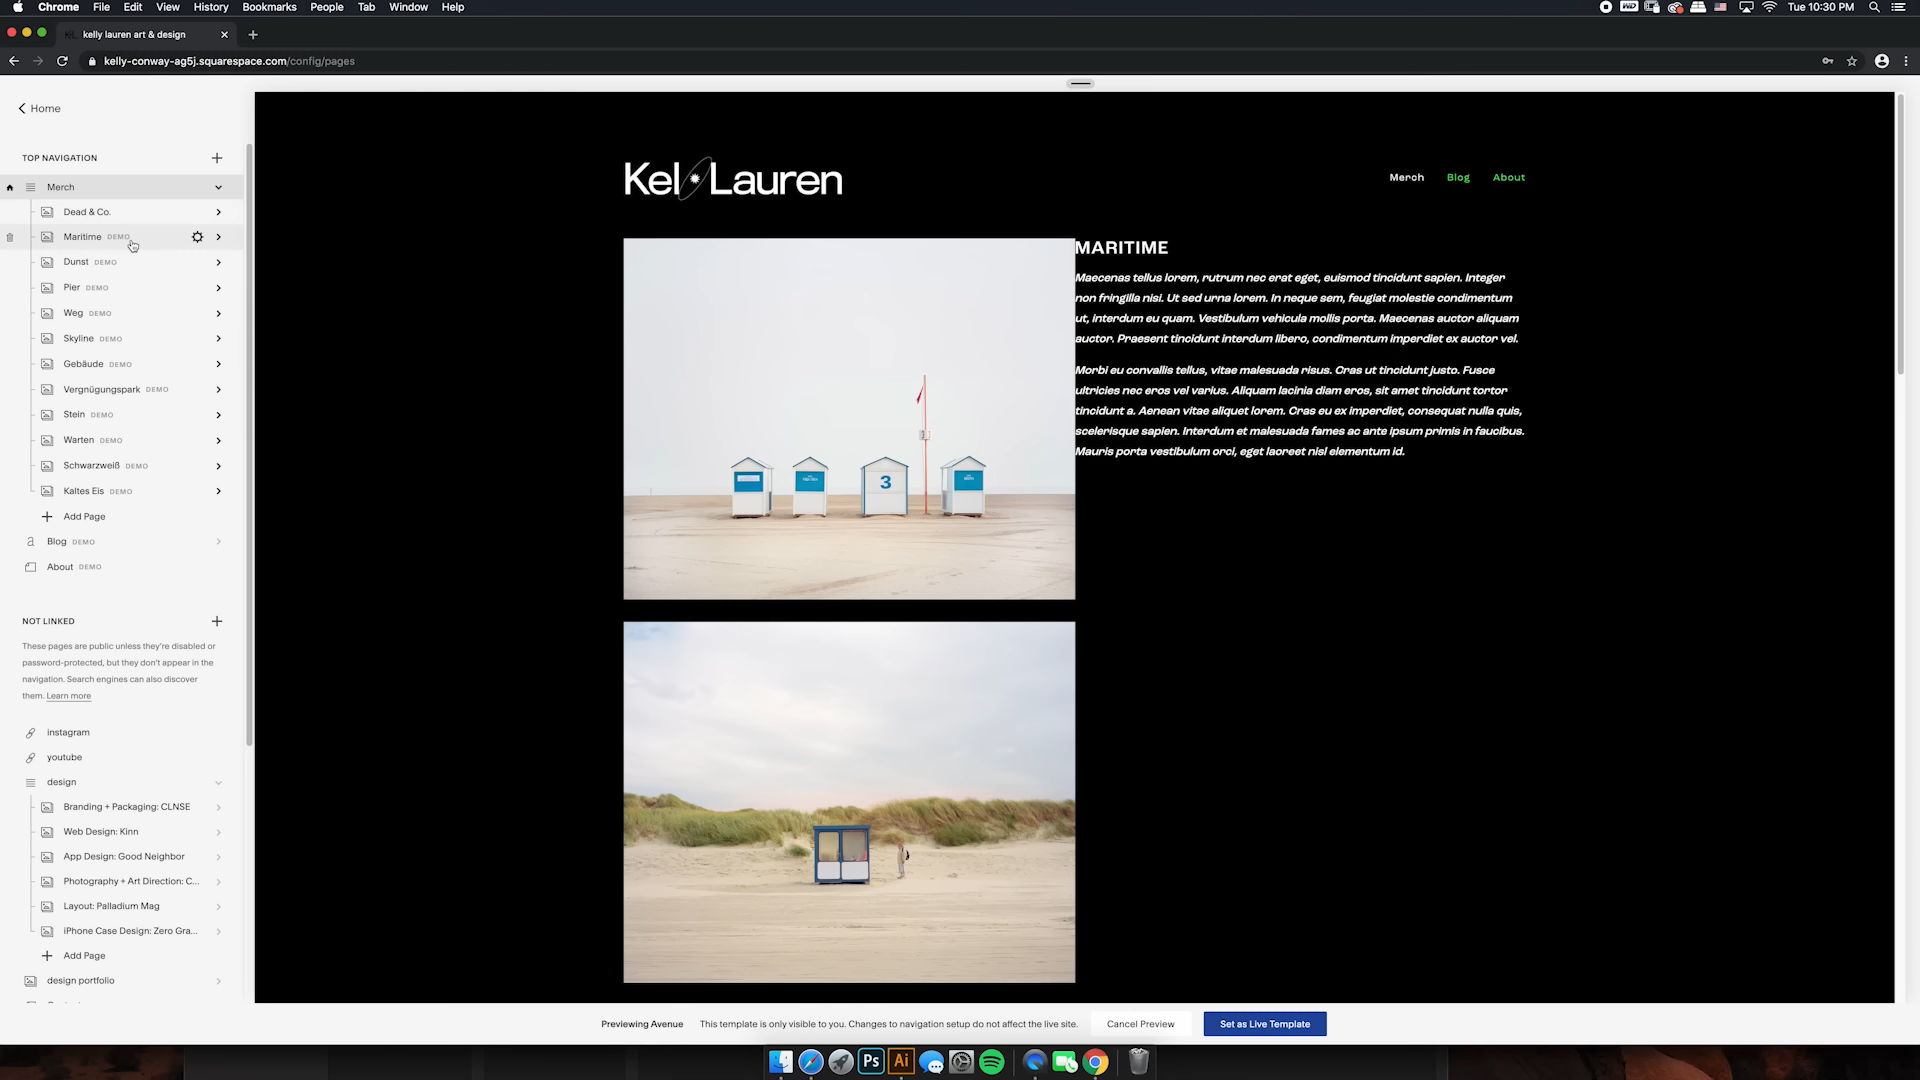 Chrome File Edit View History Bookmarks People Tab Window Help
Tue 10:30 PM
kelly lauren art & design
kelly-conway-ag5j.squarespace.com/config/pages
Home
TOP NAVIGATION
Merch
Dead & Co.
Maritime DEMO
Dunst DEMO
Pier DEMO
Weg DEMO
Skyline DEMO
Gebäude DEMO
Vergnügungspark DEMO
Stein DEMO
Warten DEMO
Schwarzweiß DEMO
Kaltes Eis DEMO
Add Page
Blog DEMO
About DEMO
NOT LINKED
These pages are public unless they're disabled or
password-protected, but they don't appear in the
navigation. Search engines can also discover
them. Learn more
instagram
youtube
design
Branding + Packaging: CLNSE
Web Design: Kinn
App Design: Good Neighbor
Photography + Art Direction: C...
Layout: Palladium Mag
iPhone Case Design: Zero Gra...
Add Page
design portfolio
Kel Lauren
Merch Blog About
MARITIME
Maecenas tellus lorem, rutrum nec erat eget, euismod tincidunt sapien. Integer
non fringilla nisi. Ut sed urna lorem. In neque sem, feugiat molestie condimentum
ut, interdum eu quam. Vestibulum vehicula mollis porta. Maecenas auctor aliquam
auctor. Praesent tincidunt interdum libero, condimentum imperdiet ex auctor vel.
Morbi eu convallis tellus, vitae malesuada risus. Cras ut tincidunt justo. Fusce
ultricies nec eros vel varius. Aliquam lacinia diam eros, sit amet tincidunt tortor
tincidunt a. Aenean vitae aliquet lorem. Cras eu ex imperdiet, consequat nulla quis,
scelerisque sapien. Interdum et malesuada fames ac ante ipsum primis in faucibus.
Mauris porta vestibulum orci, eget laoreet nisl elementum id.
3
Previewing Avenue This template is only visible to you. Changes to navigation setup do not affect the live site. Cancel Preview Set as Live Template
Ps Ai